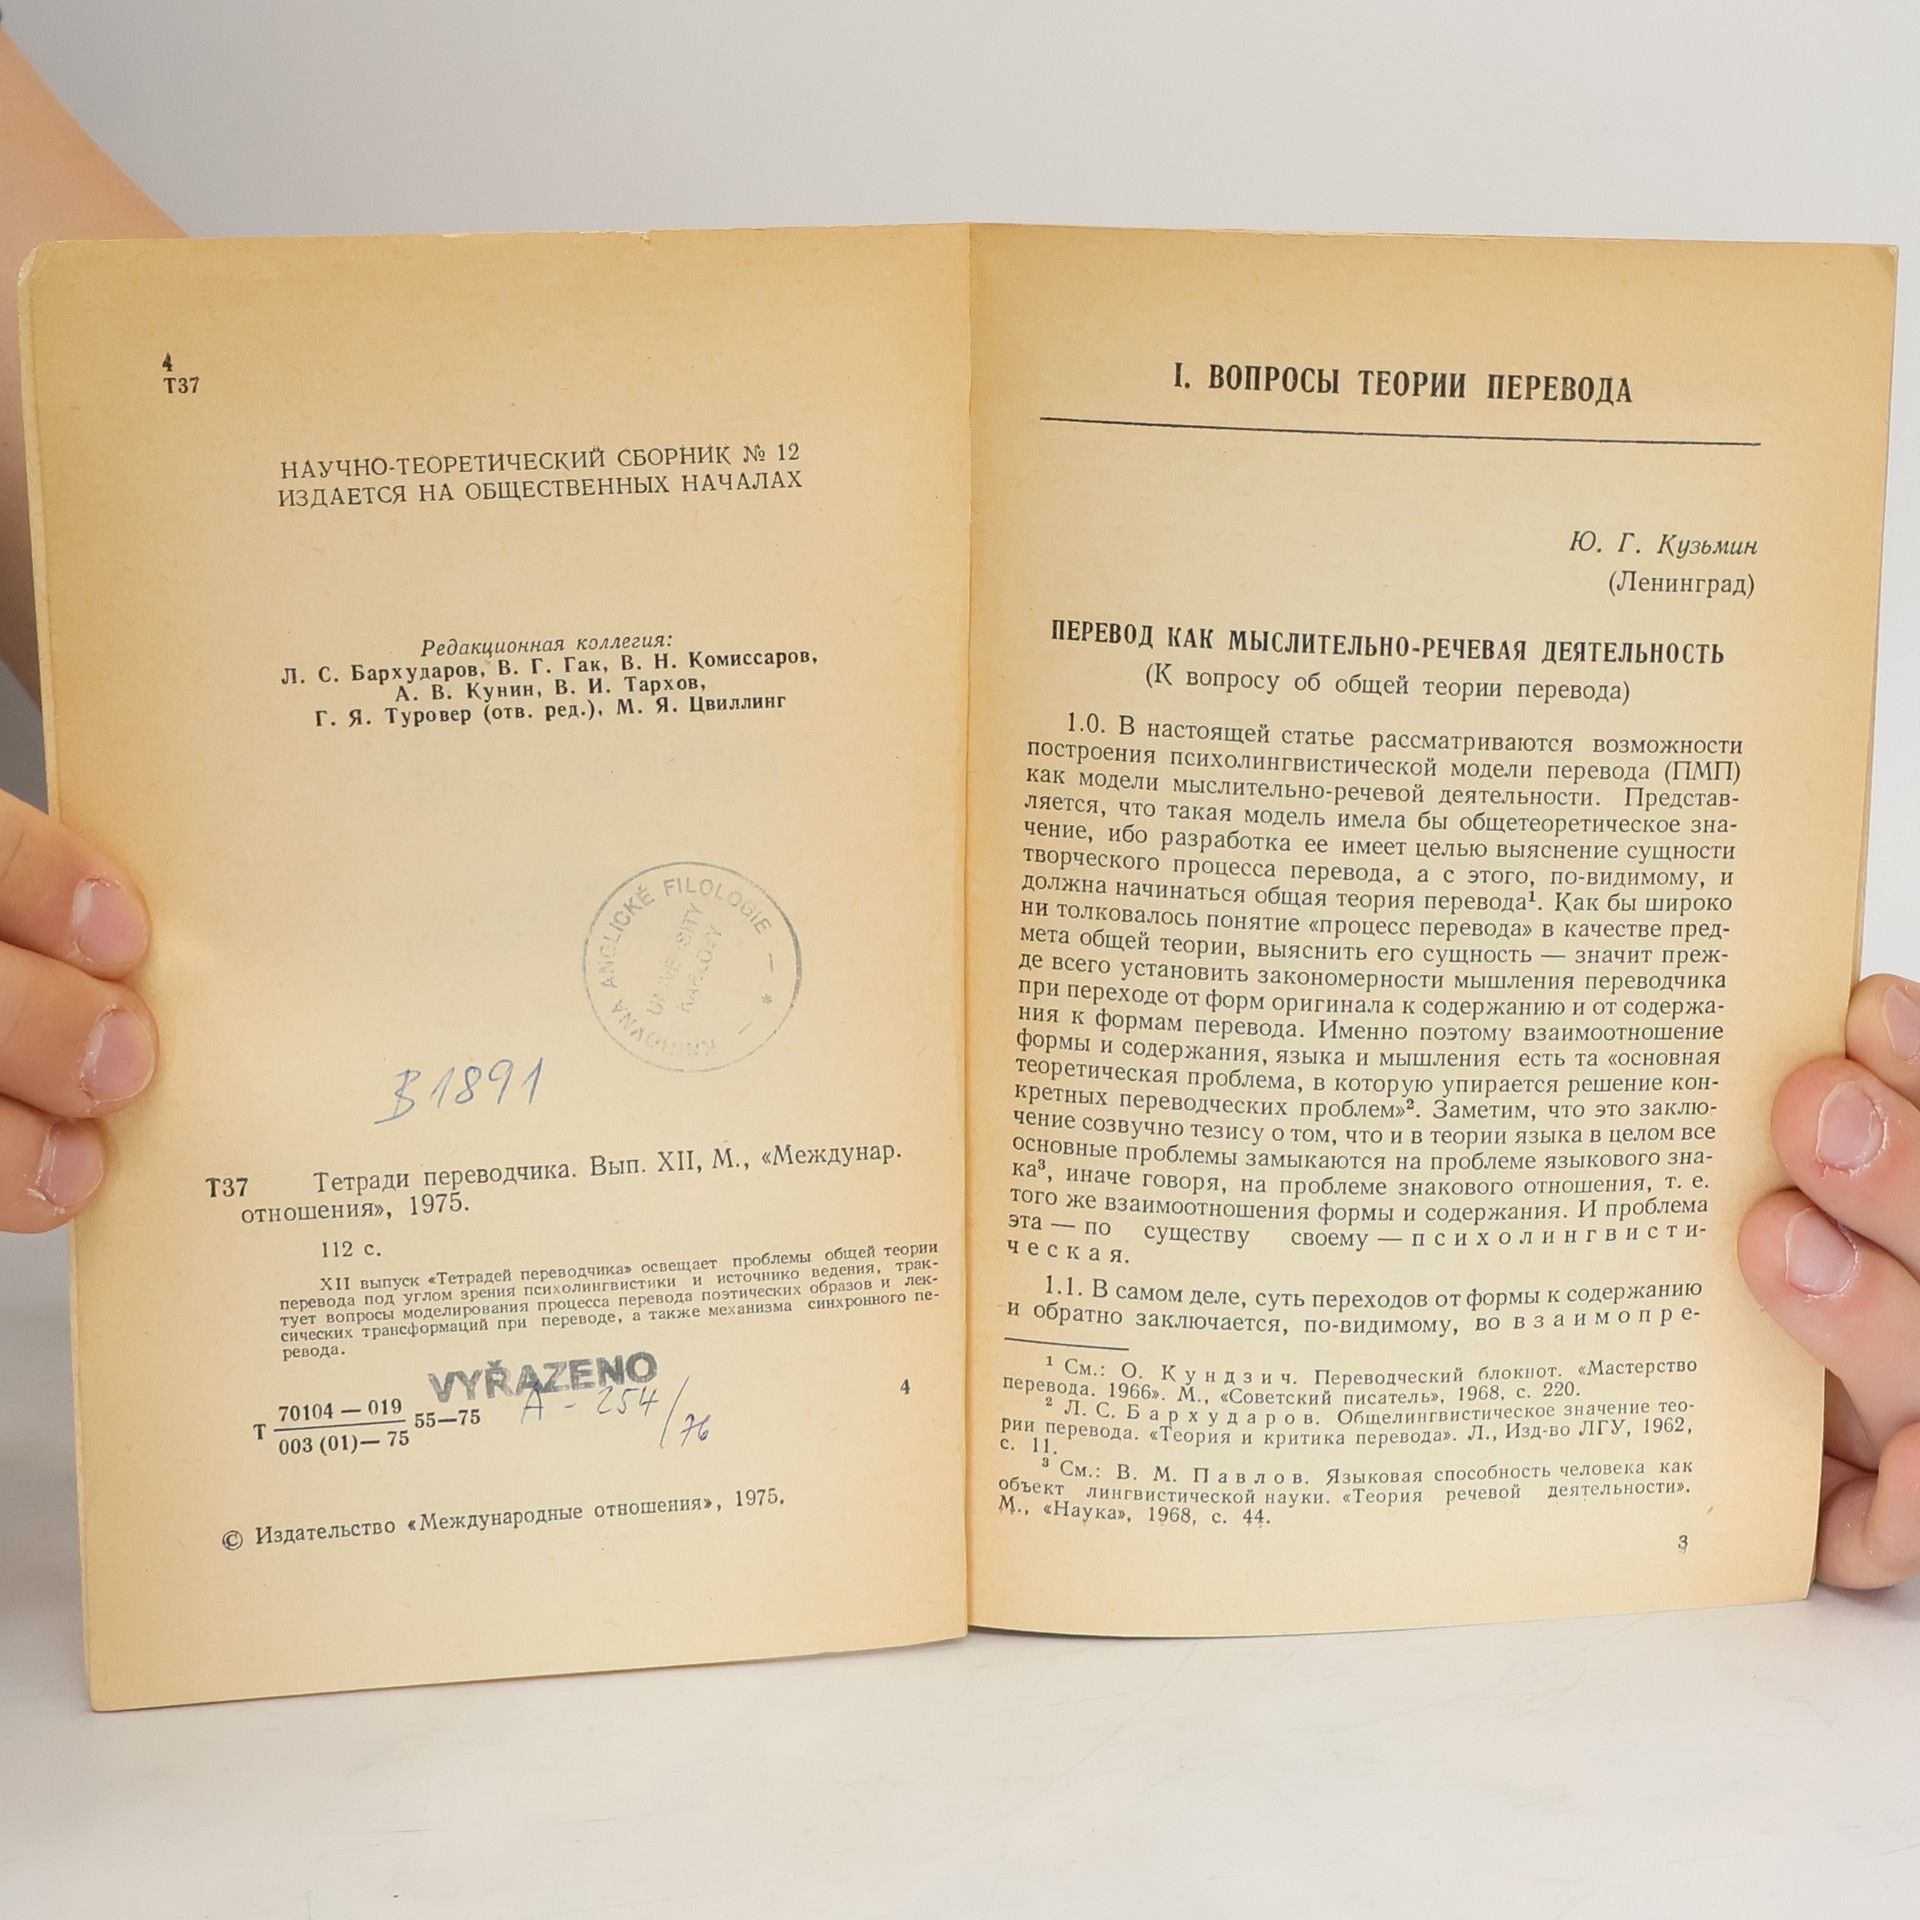 4
Т37
НАУЧНО-ТЕОРЕТИЧЕСКИЙ СБОРНИК № 12
ИЗДАЕТСЯ НА ОБЩЕСТВЕННЫХ НАЧАЛАХ
Редакционная коллегия:
Л. С. Бархударов, В. Г. Гак, В. Н. Комиссаров,
А. В. Кунин, В. И. Тархов,
Г. Я. Туровер (отв. ред.), М. Я. Цвиллинг
KNIHOVNA ANGLICKÉ FILOLOGIE — * —
UNIVERSITY
KARLOVY
B1891
Т37 Тетради переводчика. Вып. XII, М., «Междунар.
отношения», 1975.
112 с.
XII выпуск «Тетрадей переводчика» освещает проблемы общей теории
перевода под углом зрения психолингвистики и источнико ведения, трак-
тует вопросы моделирования процесса перевода поэтических образов и лек-
сических трансформаций при переводе, а также механизма синхронного пе-
ревода.
VYŘAZENO
A - 254/76
Т 70104 — 019 55—75
003 (01)— 75
4
© Издательство «Международные отношения», 1975.
I. ВОПРОСЫ ТЕОРИИ ПЕРЕВОДА
Ю. Г. Кузьмин
(Ленинград)
ПЕРЕВОД КАК МЫСЛИТЕЛЬНО-РЕЧЕВАЯ ДЕЯТЕЛЬНОСТЬ
(К вопросу об общей теории перевода)
1.0. В настоящей статье рассматриваются возможности
построения психолингвистической модели перевода (ПМП)
как модели мыслительно-речевой деятельности. Представ-
ляется, что такая модель имела бы общетеоретическое зна-
чение, ибо разработка ее имеет целью выяснение сущности
творческого процесса перевода, а с этого, по-видимому, и
должна начинаться общая теория перевода¹. Как бы широко
ни толковалось понятие «процесс перевода» в качестве пред-
мета общей теории, выяснить его сущность — значит преж-
де всего установить закономерности мышления переводчика
при переходе от форм оригинала к содержанию и от содержа-
ния к формам перевода. Именно поэтому взаимоотношение
формы и содержания, языка и мышления есть та «основная
теоретическая проблема, в которую упирается решение кон-
кретных переводческих проблем»². Заметим, что это заклю-
чение созвучно тезису о том, что и в теории языка в целом все
основные проблемы замыкаются на проблеме языкового зна-
ка³, иначе говоря, на проблеме знакового отношения, т. е.
того же взаимоотношения формы и содержания. И проблема
эта — по существу своему — п с и х о л и н г в и с т и-
ч е с к а я.
1.1. В самом деле, суть переходов от формы к содержанию
и обратно заключается, по-видимому, во в з а и м о п р е-
¹ См.: О. К у н д з и ч. Переводческий блокнот. «Мастерство
перевода. 1966». М., «Советский писатель», 1968, с. 220.
² Л. С. Б а р х у д а р о в. Общелингвистическое значение тео-
рии перевода. «Теория и критика перевода». Л., Изд-во ЛГУ, 1962,
с. 11.
³ См.: В. М. П а в л о в. Языковая способность человека как
объект лингвистической науки. «Теория речевой деятельности».
М., «Наука», 1968, с. 44.
3